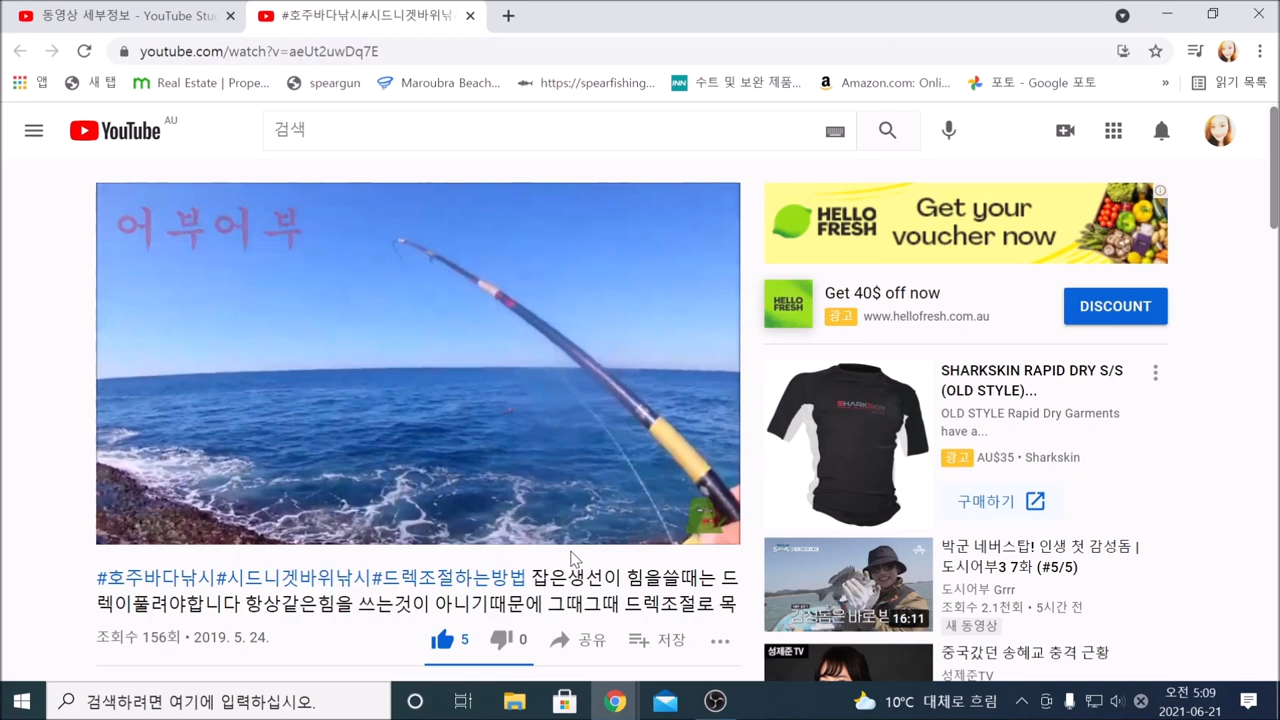 동영상 세부정보 - YouTube Stu
#호주바다낚시#시드니겟바위낚
youtube.com/watch?v=aeUt2uwDq7E
앱
새 탭
Real Estate | Prope...
speargun
Maroubra Beach...
https://spearfishing...
INN
수트 및 보완 제품...
Amazon.com: Onli...
포토 - Google 포토
»
읽기 목록
YouTube AU
검색
이부이부
HELLO FRESH
Get your
voucher now
Get 40$ off now
광고 www.hellofresh.com.au
DISCOUNT
SHARKSKIN RAPID DRY S/S
(OLD STYLE)...
OLD STYLE Rapid Dry Garments
have a...
광고 AU$35 • Sharkskin
구매하기
#호주바다낚시#시드니겟바위낚시#드렉조절하는방법 잡은생선이 힘을쓸때는 드
렉이풀려야합니다 항상같은힘을 쓰는것이 아니기때문에 그때그때 드렉조절로 목
조회수 156회 • 2019. 5. 24.
5
0
공유
저장
박군 네버스탑! 인생 첫 감성돔 |
도시어부3 7화 (#5/5)
도시어부 Grrr
조회수 2.1천회 • 5시간 전
새 동영상
감성돔은 바로 반
16:11
성제준TV
중국갔던 송혜교 충격 근황
성제준TV
검색하려면 여기에 입력하십시오.
10°C 대체로 흐림
오전 5:09
2021-06-21